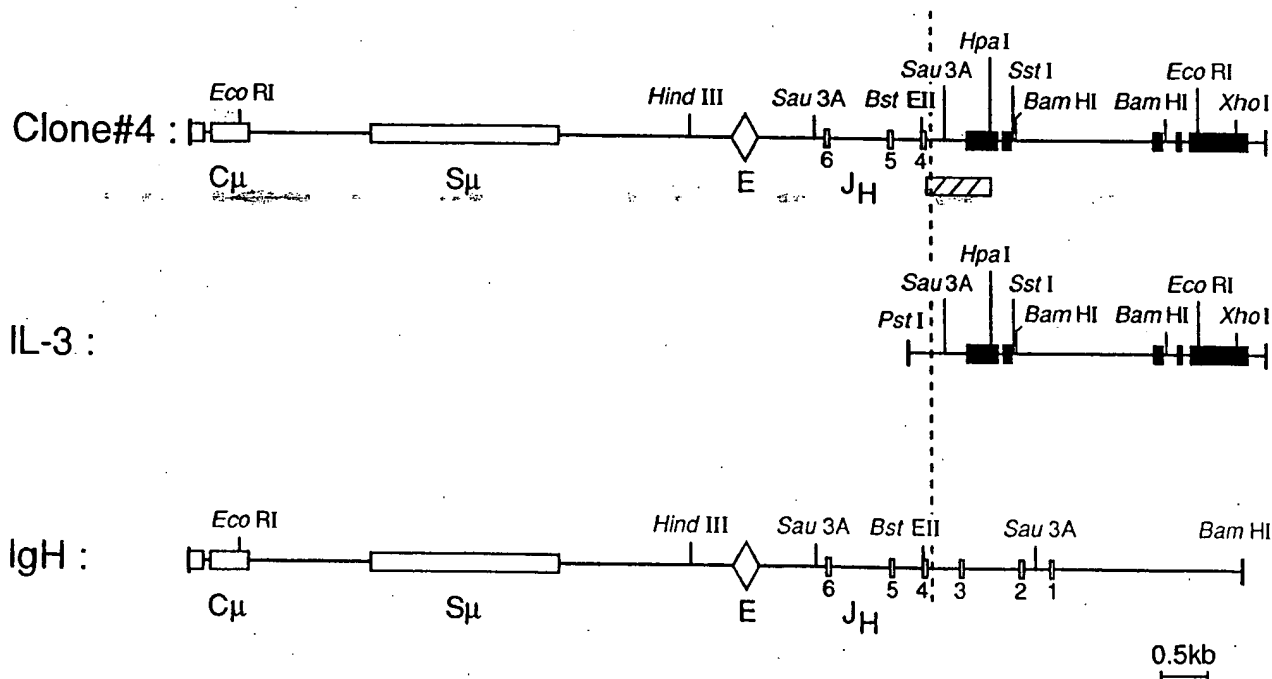 Clone#4 :
Eco RI
Hind III
Sau 3A
Bst EII
Sau 3A
Hpa I
Sst I
Bam HI
Bam HI
Eco RI
Xho I
Cμ
Sμ
E
6
5
4
JH
IL-3 :
Pst I
Sau 3A
Hpa I
Sst I
Bam HI
Bam HI
Eco RI
Xho I
IgH :
Eco RI
Hind III
Sau 3A
Bst EII
Sau 3A
Bam HI
Cμ
Sμ
E
6
5
4
3
2
1
JH
0.5kb